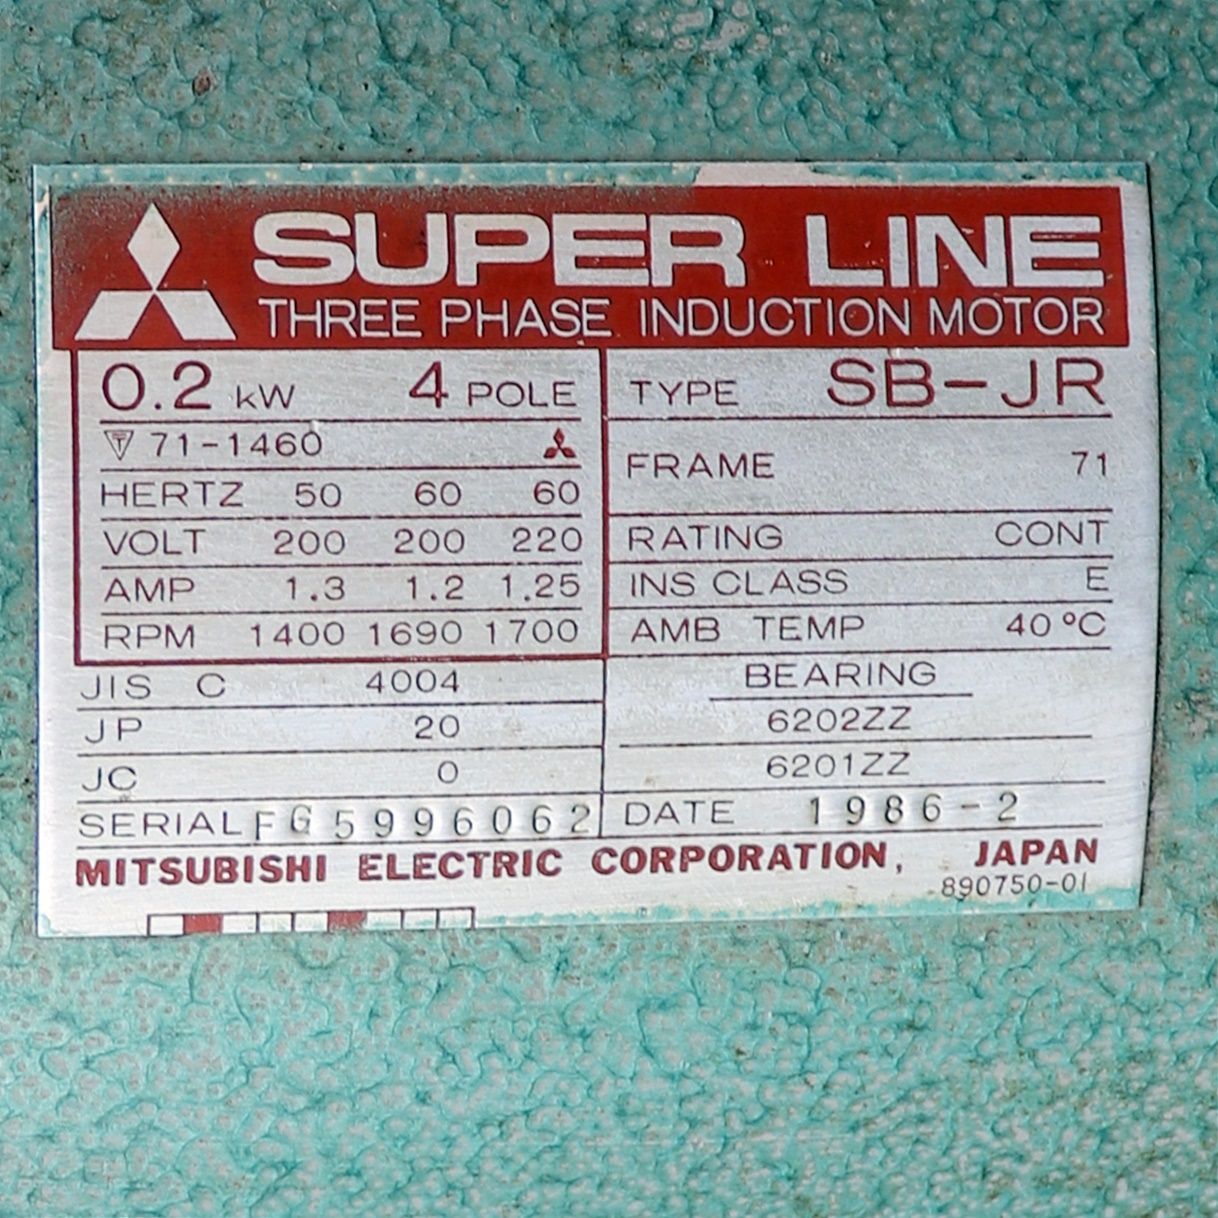 SUPER LINE
THREE PHASE INDUCTION MOTOR
0.2 kW 4 POLE
TYPE SB-JR
71-1460
FRAME 71
HERTZ 50 60 60
VOLT 200 200 220
RATING CONT
AMP 1.3 1.2 1.25
INS CLASS E
RPM 1400 1690 1700
AMB TEMP 40°C
JIS C 4004
BEARING
JP 20
6202ZZ
JC 0
6201ZZ
SERIAL FG5996062
DATE 1986-2
MITSUBISHI ELECTRIC CORPORATION, JAPAN
890750-01